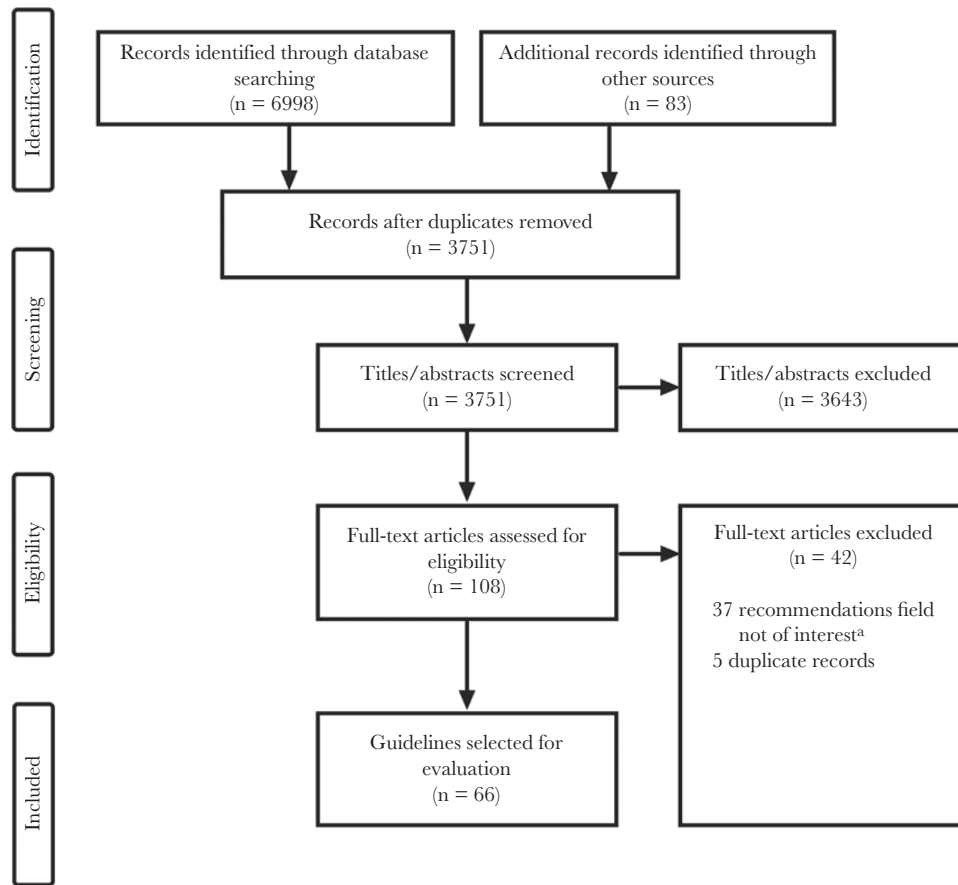 Identification
Records identified through database
searching
(n = 6998)
Additional records identified through
other sources
(n = 83)
Records after duplicates removed
(n = 3751)
Screening
Titles/abstracts screened
(n = 3751)
Titles/abstracts excluded
(n = 3643)
Eligibility
Full-text articles assessed for
eligibility
(n = 108)
Full-text articles excluded
(n = 42)
37 recommendations field
not of interestᵃ
5 duplicate records
Included
Guidelines selected for
evaluation
(n = 66)